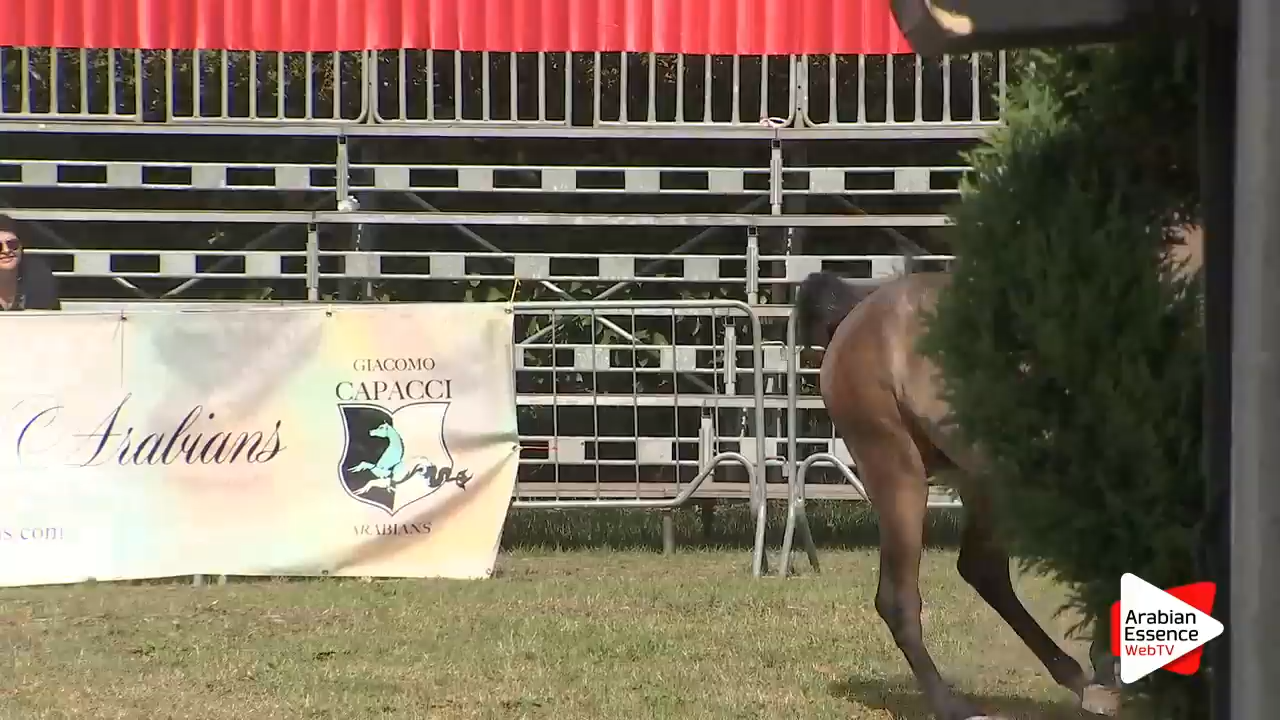 Arabians
GIACOMO
CAPACCI
ARABIANS
s.com
Arabian
Essence
WebTV